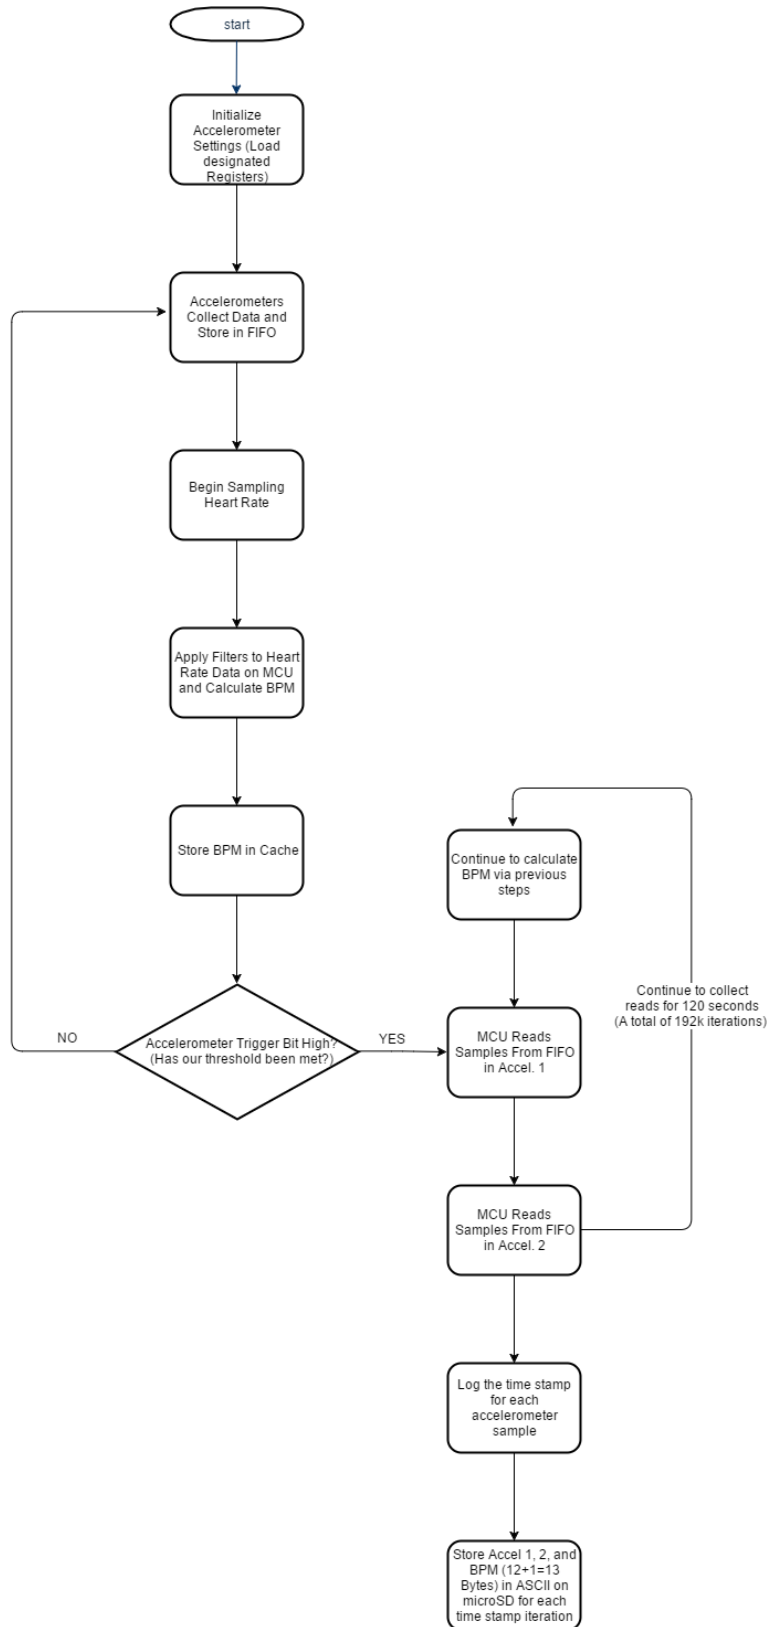 start
Initialize
Accelerometer
Settings (Load
designated
Registers)
Accelerometers
Collect Data and
Store in FIFO
Begin Sampling
Heart Rate
Apply Filters to Heart
Rate Data on MCU
and Calculate BPM
Store BPM in Cache
Accelerometer Trigger Bit High?
(Has our threshold been met?)
NO
YES
Continue to calculate
BPM via previous
steps
MCU Reads
Samples From FIFO
in Accel. 1
Continue to collect
reads for 120 seconds
(A total of 192k iterations)
MCU Reads
Samples From FIFO
in Accel. 2
Log the time stamp
for each
accelerometer
sample
Store Accel 1, 2, and
BPM (12+1=13
Bytes) in ASCII on
microSD for each
time stamp iteration